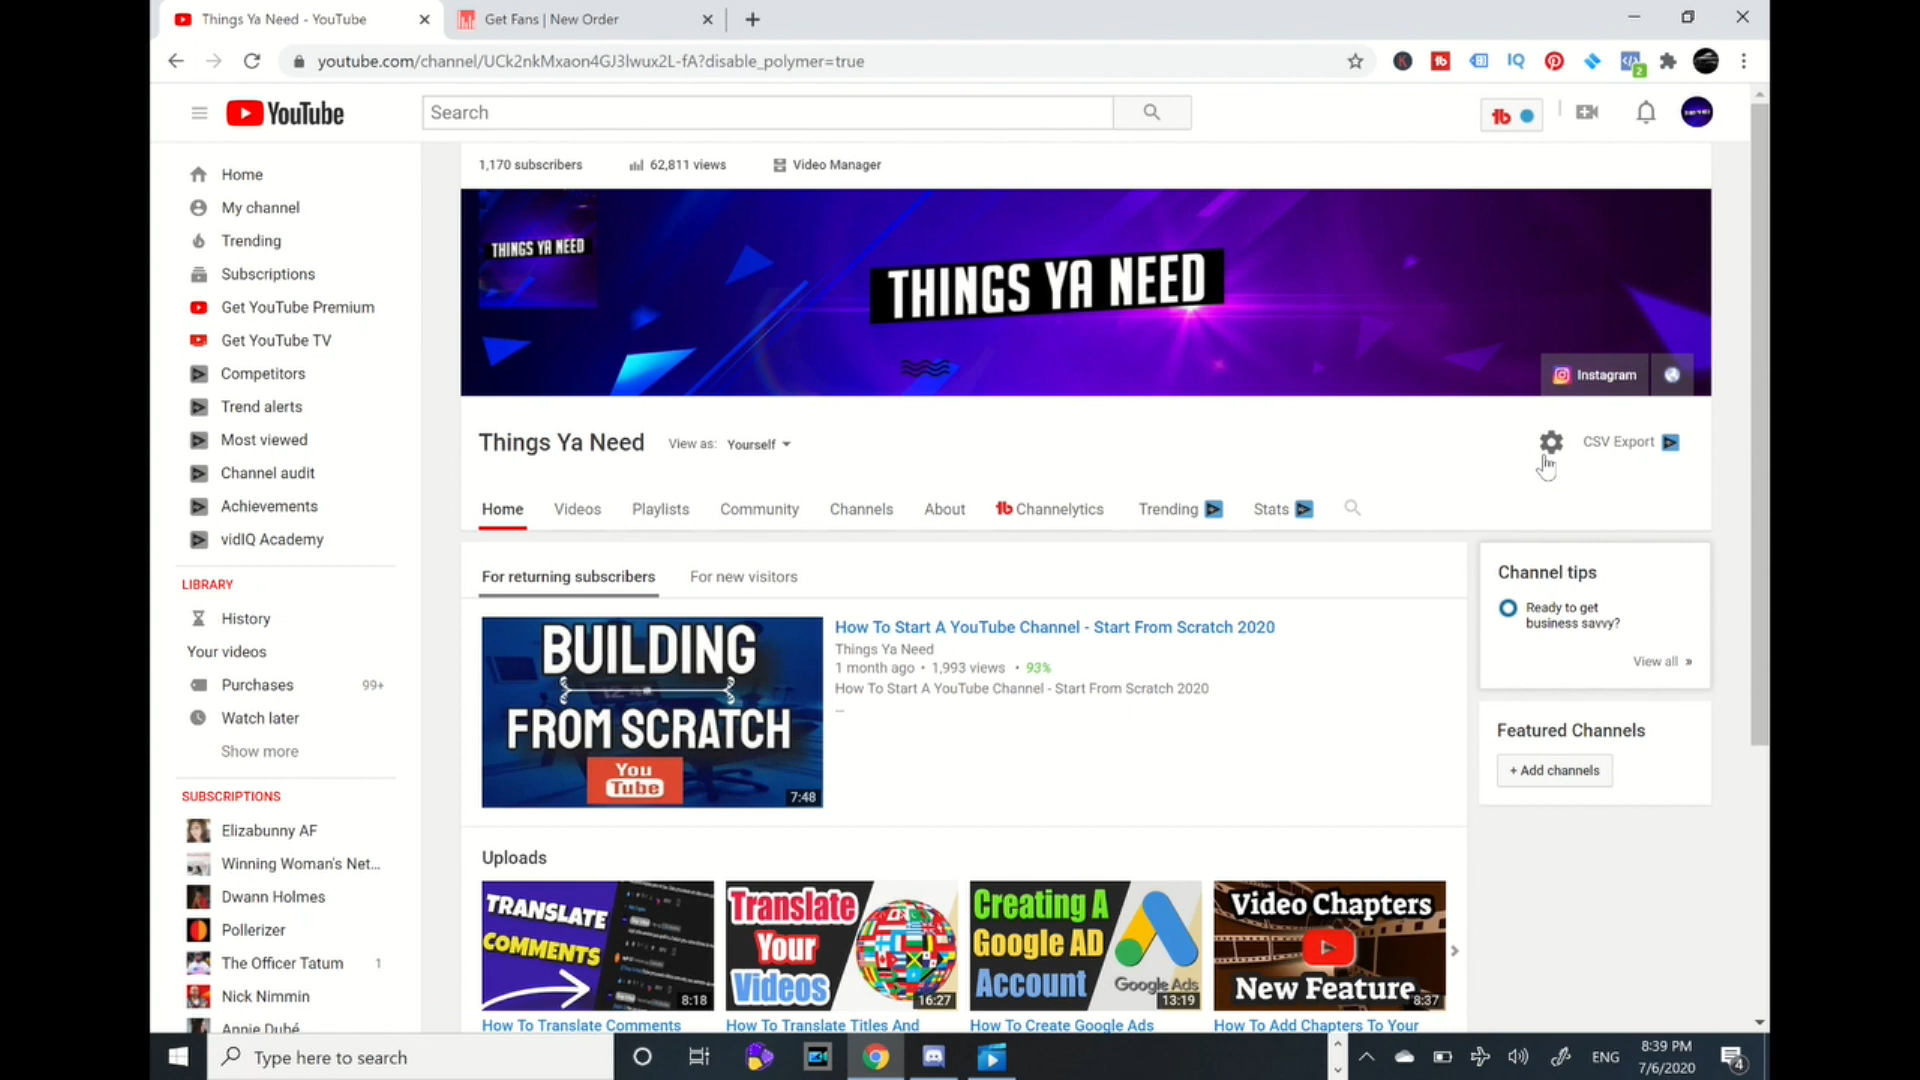 Things Ya Need - YouTube
Get Fans | New Order
youtube.com/channel/UCk2nkMxaon4GJ3lwux2L-fA?disable_polymer=true
YouTube
Search
1,170 subscribers
62,811 views
Video Manager
Home
My channel
Trending
Subscriptions
Get YouTube Premium
Get YouTube TV
Competitors
Trend alerts
Most viewed
Channel audit
Achievements
vidIQ Academy
LIBRARY
History
Your videos
Purchases 99+
Watch later
Show more
SUBSCRIPTIONS
Elizabunny AF
Winning Woman's Net...
Dwann Holmes
Pollerizer
The Officer Tatum 1
Nick Nimmin
Annie Dubé
THINGS YA NEED
THINGS YA NEED
Instagram
Things Ya Need View as: Yourself
CSV Export
Home Videos Playlists Community Channels About Channelytics Trending Stats
For returning subscribers For new visitors
BUILDING
FROM SCRATCH
You
Tube
7:48
How To Start A YouTube Channel - Start From Scratch 2020
Things Ya Need
1 month ago • 1,993 views • 93%
How To Start A YouTube Channel - Start From Scratch 2020
...
Channel tips
Ready to get
business savvy?
View all »
Featured Channels
+ Add channels
Uploads
TRANSLATE
COMMENTS
8:18
Translate
Your
Videos
16:27
Creating A
Google AD
Account
Google Ads
13:19
Video Chapters
New Feature
8:37
How To Translate Comments
How To Translate Titles And
How To Create Google Ads
How To Add Chapters To Your
Type here to search
ENG
8:39 PM
7/6/2020
4